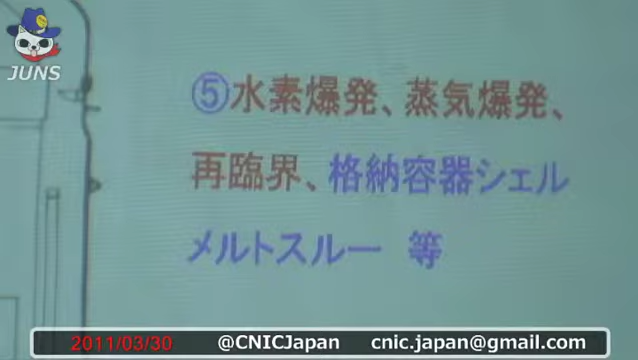 JUNS
⑤水素爆発、蒸気爆発、
再臨界、格納容器シェル
メルトスルー 等
2011/03/30 @CNICJapan cnic.japan@gmail.com